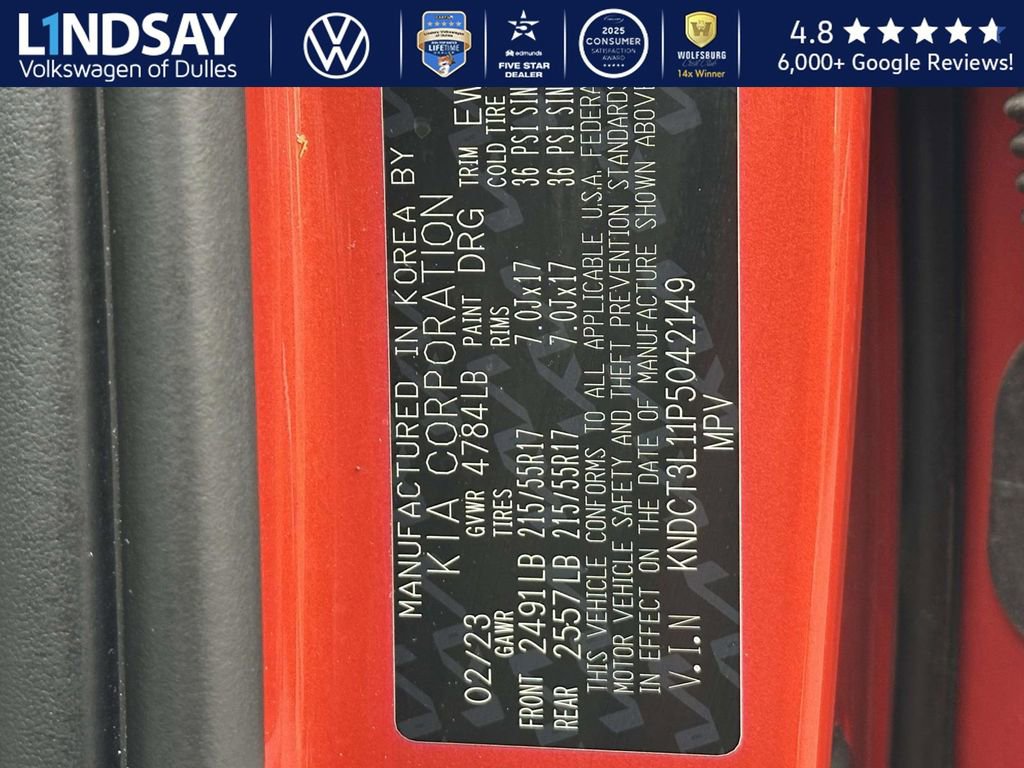 L1NDSAY
Volkswagen of Dulles
LIFETIME
edmunds
FIVE STAR
DEALER
2025
CONSUMER
SATISFACTION
AWARD
WOLFSBURG
14x Winner
4.8
6,000+ Google Reviews!
MANUFACTURED IN KOREA BY
KIA CORPORATION
02/23 GVWR 4784LB PAINT DRG TRIM EW
GAWR TIRES RIMS COLD TIRE
FRONT 2491LB 215/55R17 7.0Jx17 36 PSI SIN
REAR 2557LB 215/55R17 7.0Jx17 36 PSI SIN
THIS VEHICLE CONFORMS TO ALL APPLICABLE U.S.A. FEDERA
MOTOR VEHICLE SAFETY AND THEFT PREVENTION STANDARDS
IN EFFECT ON THE DATE OF MANUFACTURE SHOWN ABOVE
V.I.N KNDCT3L11P5042149
MPV